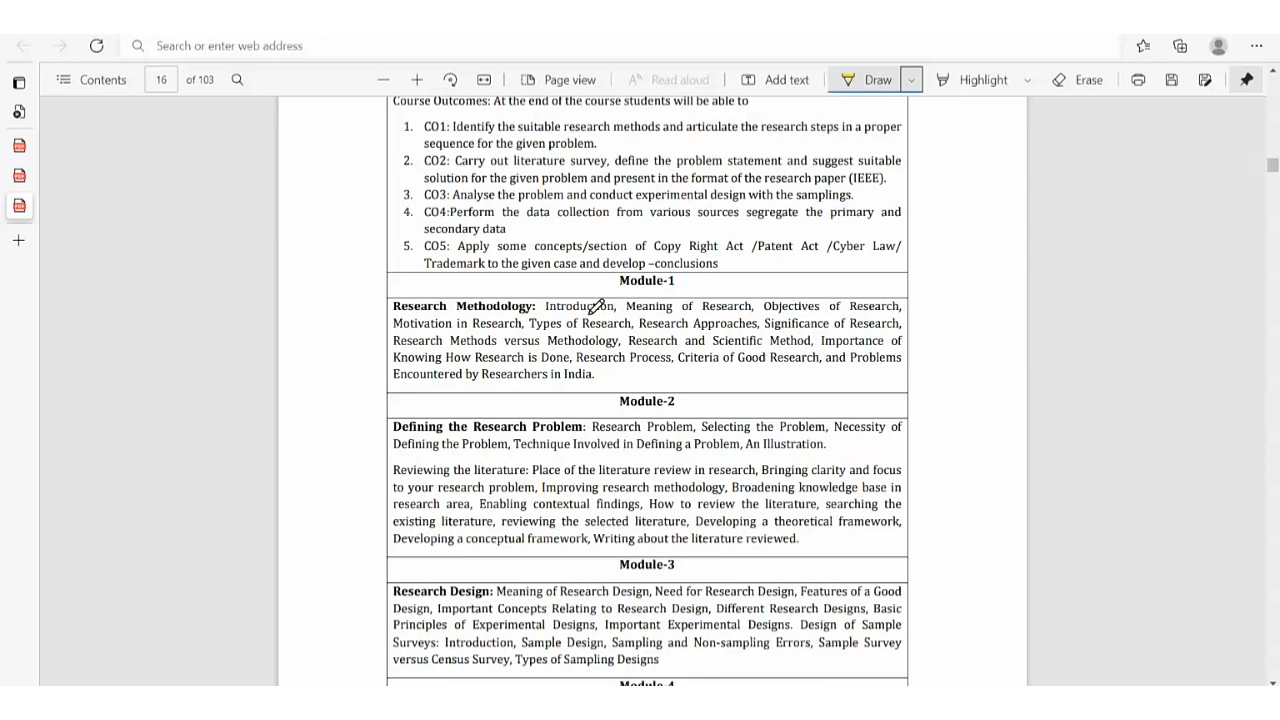 Search or enter web address
Contents
16
of 103
Page view
Read aloud
Add text
Draw
Highlight
Erase
Course Outcomes: At the end of the course students will be able to
1. CO1: Identify the suitable research methods and articulate the research steps in a proper
sequence for the given problem.
2. CO2: Carry out literature survey, define the problem statement and suggest suitable
solution for the given problem and present in the format of the research paper (IEEE).
3. CO3: Analyse the problem and conduct experimental design with the samplings.
4. CO4:Perform the data collection from various sources segregate the primary and
secondary data
5. CO5: Apply some concepts/section of Copy Right Act /Patent Act /Cyber Law/
Trademark to the given case and develop –conclusions
Module-1
Research Methodology: Introduction, Meaning of Research, Objectives of Research,
Motivation in Research, Types of Research, Research Approaches, Significance of Research,
Research Methods versus Methodology, Research and Scientific Method, Importance of
Knowing How Research is Done, Research Process, Criteria of Good Research, and Problems
Encountered by Researchers in India.
Module-2
Defining the Research Problem: Research Problem, Selecting the Problem, Necessity of
Defining the Problem, Technique Involved in Defining a Problem, An Illustration.
Reviewing the literature: Place of the literature review in research, Bringing clarity and focus
to your research problem, Improving research methodology, Broadening knowledge base in
research area, Enabling contextual findings, How to review the literature, searching the
existing literature, reviewing the selected literature, Developing a theoretical framework,
Developing a conceptual framework, Writing about the literature reviewed.
Module-3
Research Design: Meaning of Research Design, Need for Research Design, Features of a Good
Design, Important Concepts Relating to Research Design, Different Research Designs, Basic
Principles of Experimental Designs, Important Experimental Designs. Design of Sample
Surveys: Introduction, Sample Design, Sampling and Non-sampling Errors, Sample Survey
versus Census Survey, Types of Sampling Designs
Module-4